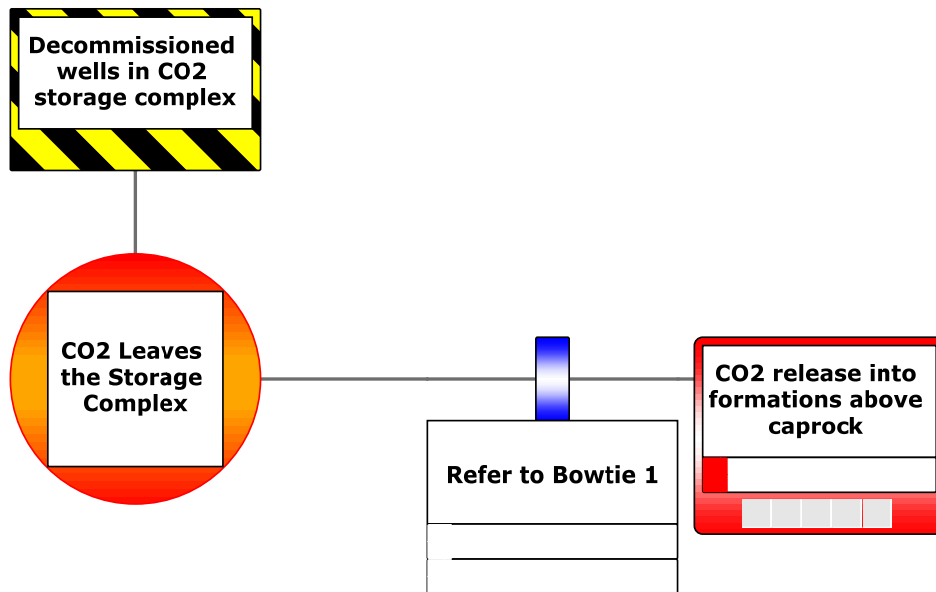 Decommissioned
wells in CO2
storage complex
CO2 Leaves
the Storage
Complex
Refer to Bowtie 1
CO2 release into
formations above
caprock